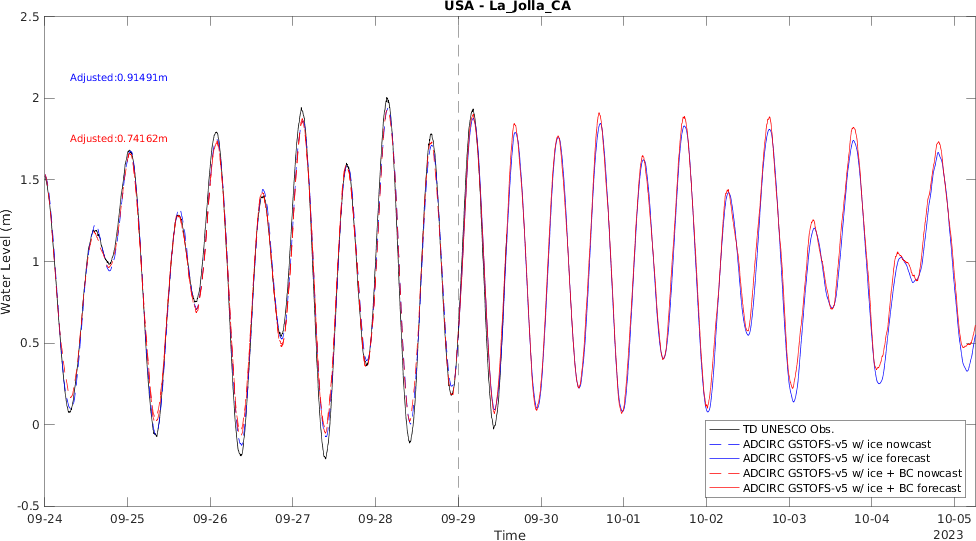 USA - La_Jolla_CA
2.5
2
1.5
1
0.5
0
-0.5
Water Level (m)
Adjusted:0.91491m
Adjusted:0.74162m
TD UNESCO Obs.
ADCIRC GSTOFS-v5 w/ ice nowcast
ADCIRC GSTOFS-v5 w/ ice forecast
ADCIRC GSTOFS-v5 w/ ice + BC nowcast
ADCIRC GSTOFS-v5 w/ ice + BC forecast
09-24 09-25 09-26 09-27 09-28 09-29 09-30 10-01 10-02 10-03 10-04 10-05
Time
2023